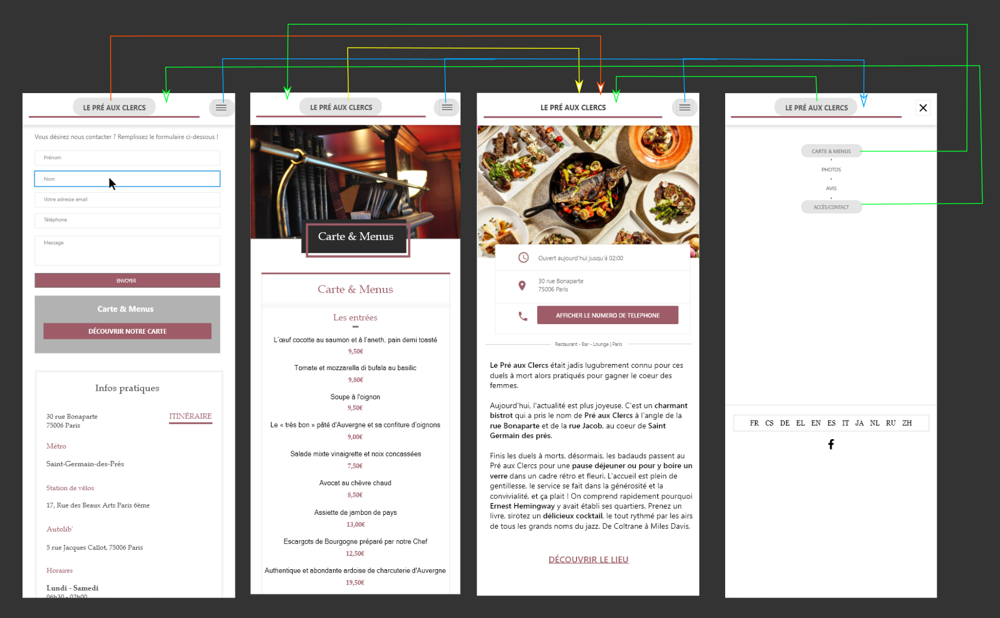 LE PRÉ AUX CLERCS
Vous désirez nous contacter ? Remplissez le formulaire ci-dessous !
Prénom
Nom
Votre adresse email
Téléphone
Message
ENVOYER
Carte & Menus
DÉCOUVRIR NOTRE CARTE
Infos pratiques
30 rue Bonaparte
75006 Paris
ITINÉRAIRE
Métro
Saint-Germain-des-Prés
Station de vélos
17, Rue des Beaux Arts Paris 6ème
Autolib'
5 rue Jacques Callot, 75006 Paris
Horaires
Lundi - Samedi
06h30 - 02h00
LE PRÉ AUX CLERCS
Carte & Menus
Carte & Menus
Les entrées
L'œuf cocotte au saumon et à l'aneth, pain demi toasté
9,50€
Tomate et mozzarella di bufala au basilic
9,80€
Soupe à l'oignon
9,50€
Le « très bon » pâté d'Auvergne et sa confiture d'oignons
9,00€
Salade mixte vinaigrette et noix concassées
7,50€
Avocat au chèvre chaud
8,50€
Assiette de jambon de pays
13,00€
Escargots de Bourgogne préparé par notre Chef
12,50€
Authentique et abondante ardoise de charcuterie d'Auvergne
19,50€
LE PRÉ AUX CLERCS
Ouvert aujourd'hui jusqu'à 02:00
30 rue Bonaparte
75006 Paris
AFFICHER LE NUMERO DE TELEPHONE
Restaurant - Bar - Lounge | Paris
Le Pré aux Clercs était jadis lugubrement connu pour ces
duels à mort alors pratiqués pour gagner le coeur des
femmes.
Aujourd'hui, l'actualité est plus joyeuse. C'est un charmant
bistrot qui a pris le nom de Pré aux Clercs à l'angle de la
rue Bonaparte et de la rue Jacob, au coeur de Saint
Germain des près.
Finis les duels à morts, désormais, les badauds passent au
Pré aux Clercs pour une pause déjeuner ou pour y boire un
verre dans un cadre rétro et fleuri. L'accueil est plein de
gentillesse, le service se fait dans la générosité et la
convivialité, et ça plait ! On comprend rapidement pourquoi
Ernest Hemingway y avait établi ses quartiers. Prenez un
livre, sirotez un délicieux cocktail, le tout rythmé par les airs
de tous les grands noms du jazz. De Coltrane à Miles Davis,
DÉCOUVRIR LE LIEU
LE PRÉ AUX CLERCS
CARTE & MENUS
PHOTOS
AVIS
ACCÈS/CONTACT
FR CS DE EL EN ES IT JA NL RU ZH